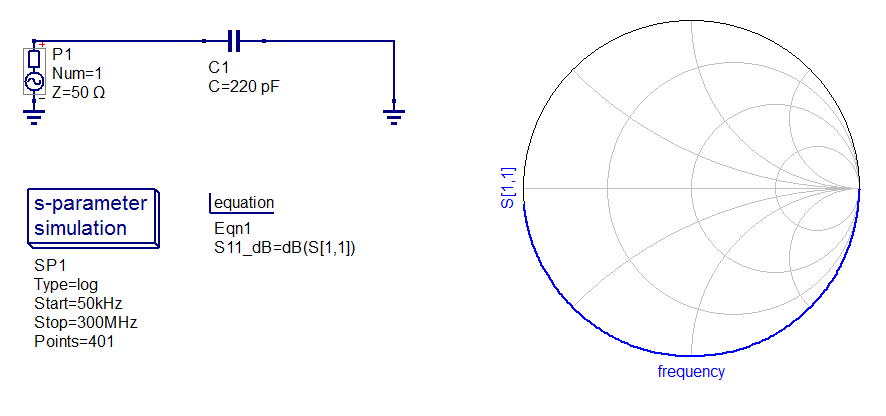 P1
Num=1
Z=50 Ω
C1
C=220 pF
s-parameter
simulation
SP1
Type=log
Start=50kHz
Stop=300MHz
Points=401
equation
Eqn1
S11_dB=dB(S[1,1])
S[1,1]
frequency